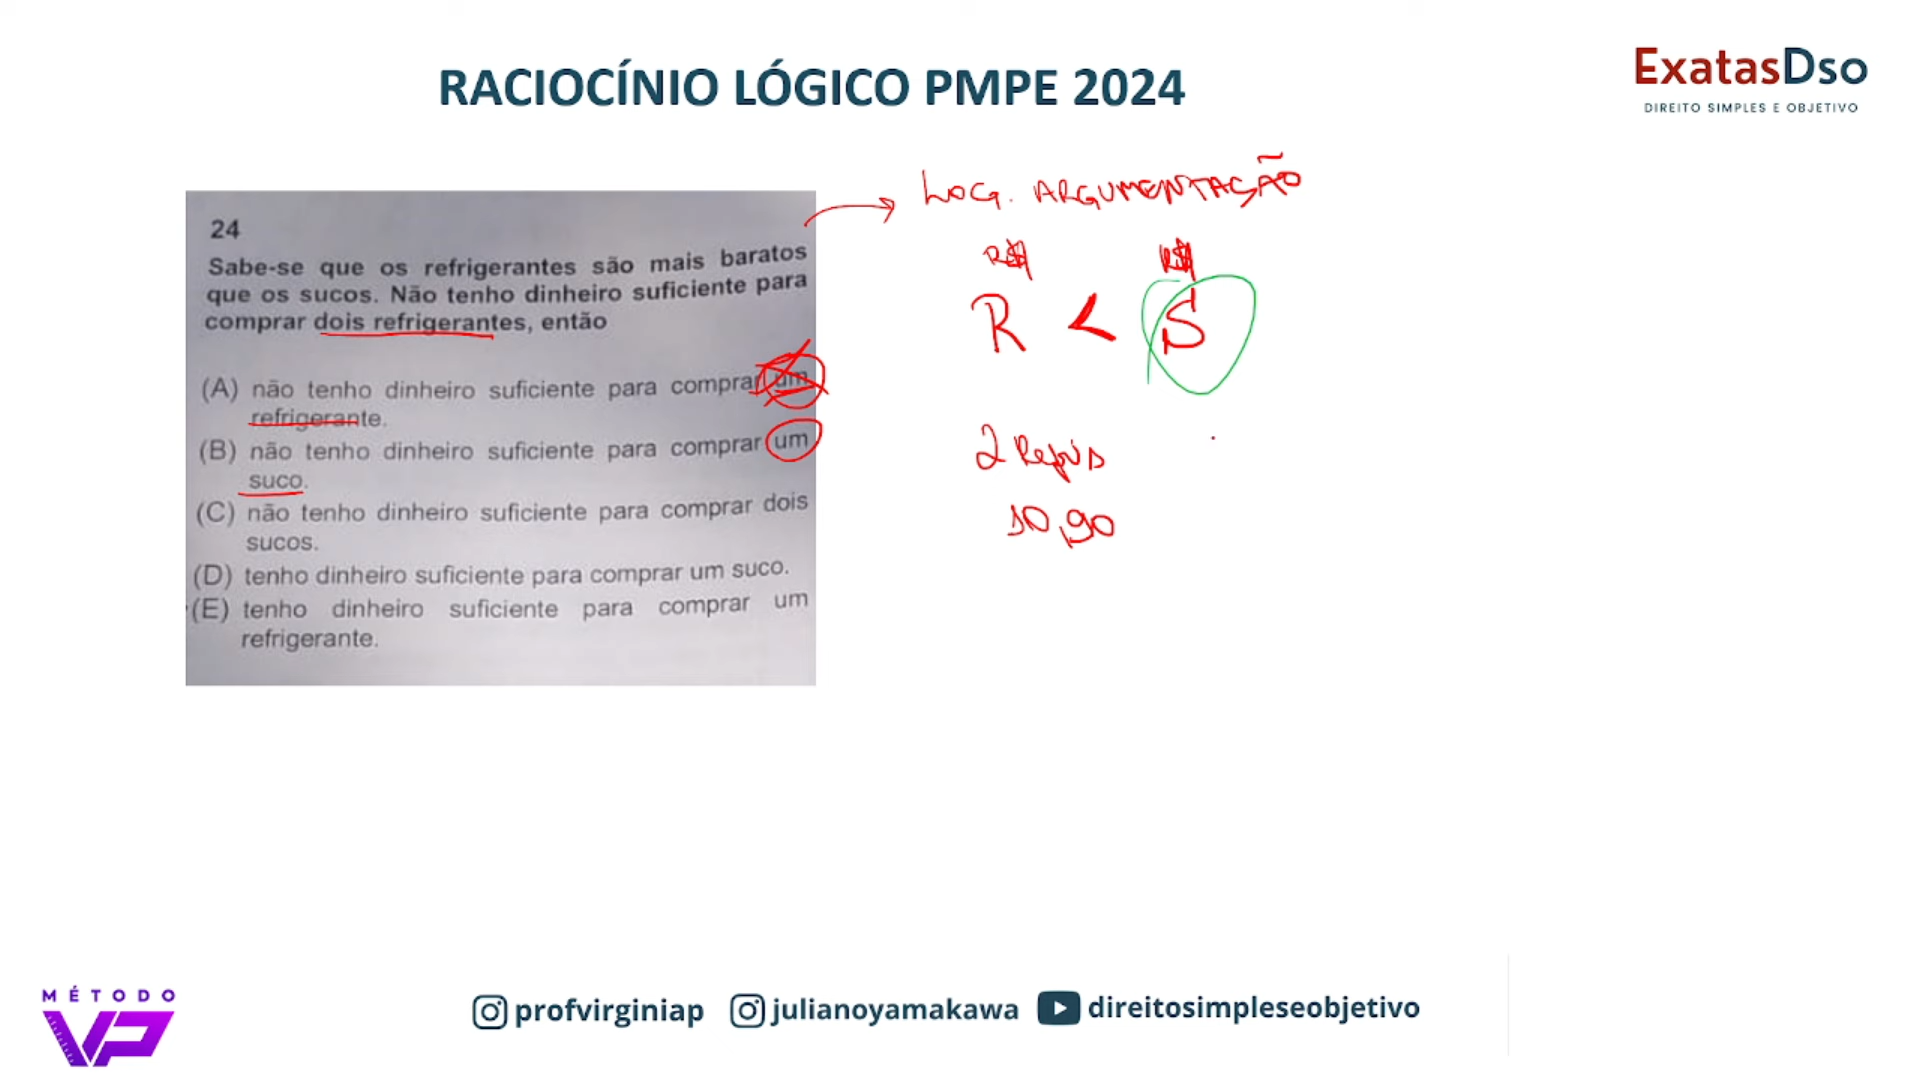 RACIOCÍNIO LÓGICO PMPE 2024
ExatasDso
DIREITO SIMPLES E OBJETIVO
LOG. ARGUMENTAÇÃO
24
Sabe-se que os refrigerantes são mais baratos
que os sucos. Não tenho dinheiro suficiente para
comprar dois refrigerantes, então
(A) não tenho dinheiro suficiente para comprar um
refrigerante.
(B) não tenho dinheiro suficiente para comprar um
suco.
(C) não tenho dinheiro suficiente para comprar dois
sucos.
(D) tenho dinheiro suficiente para comprar um suco.
(E) tenho dinheiro suficiente para comprar um
refrigerante.
R$ R$
R < S
2 Refris
10,90
MÉTODO
VP
profvirginiap julianoyamakawa direitosimpleseobjetivo